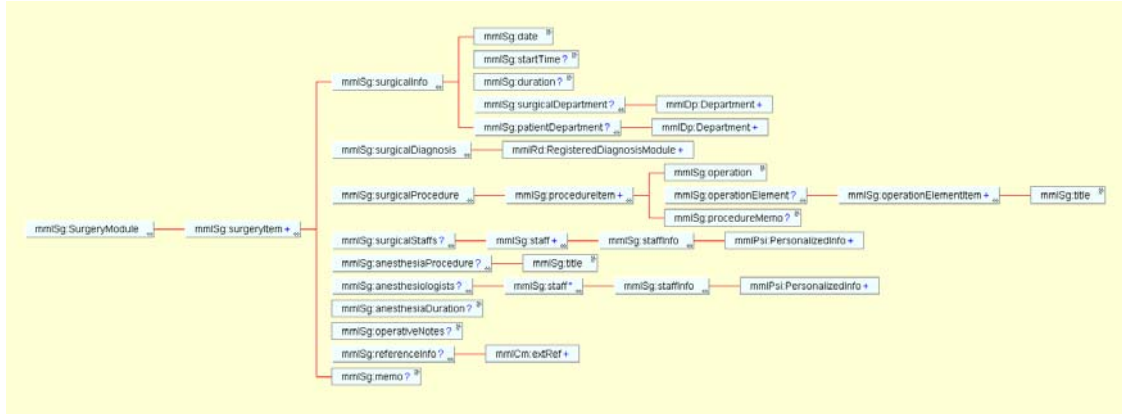 mmlSg:date
mmlSg:startTime?
mmlSg:surgicalInfo
mmlSg:duration?
mmlSg:surgicalDepartment? mmlDp:Department+
mmlSg:patientDepartment? mmlDp:Department+
mmlSg:surgicalDiagnosis mmlRd:RegisteredDiagnosisModule+
mmlSg:operation
mmlSg:surgicalProcedure mmlSg:procedureItem+ mmlSg:operationElement? mmlSg:operationElementItem+ mmlSg:title
mmlSg:procedureMemo?
mmlSg:SurgeryModule mmlSg:surgeryItem+
mmlSg:surgicalStaffs? mmlSg:staff+ mmlSg:staffInfo mmlPsi:PersonalizedInfo+
mmlSg:anesthesiaProcedure? mmlSg:title
mmlSg:anesthesiologists? mmlSg:staff* mmlSg:staffInfo mmlPsi:PersonalizedInfo+
mmlSg:anesthesiaDuration?
mmlSg:operativeNotes?
mmlSg:referenceInfo? mmlCm:extRef+
mmlSg:memo?